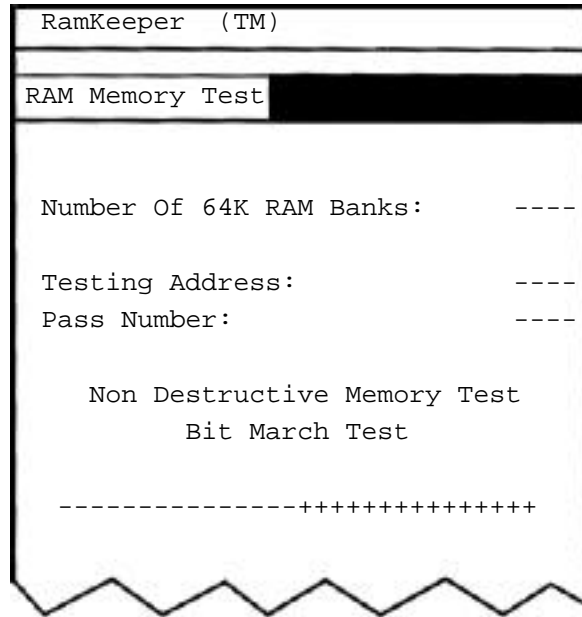 RamKeeper (TM)
RAM Memory Test
Number Of 64K RAM Banks: ----
Testing Address: ----
Pass Number: ----
Non Destructive Memory Test
Bit March Test
---------------+++++++++++++++